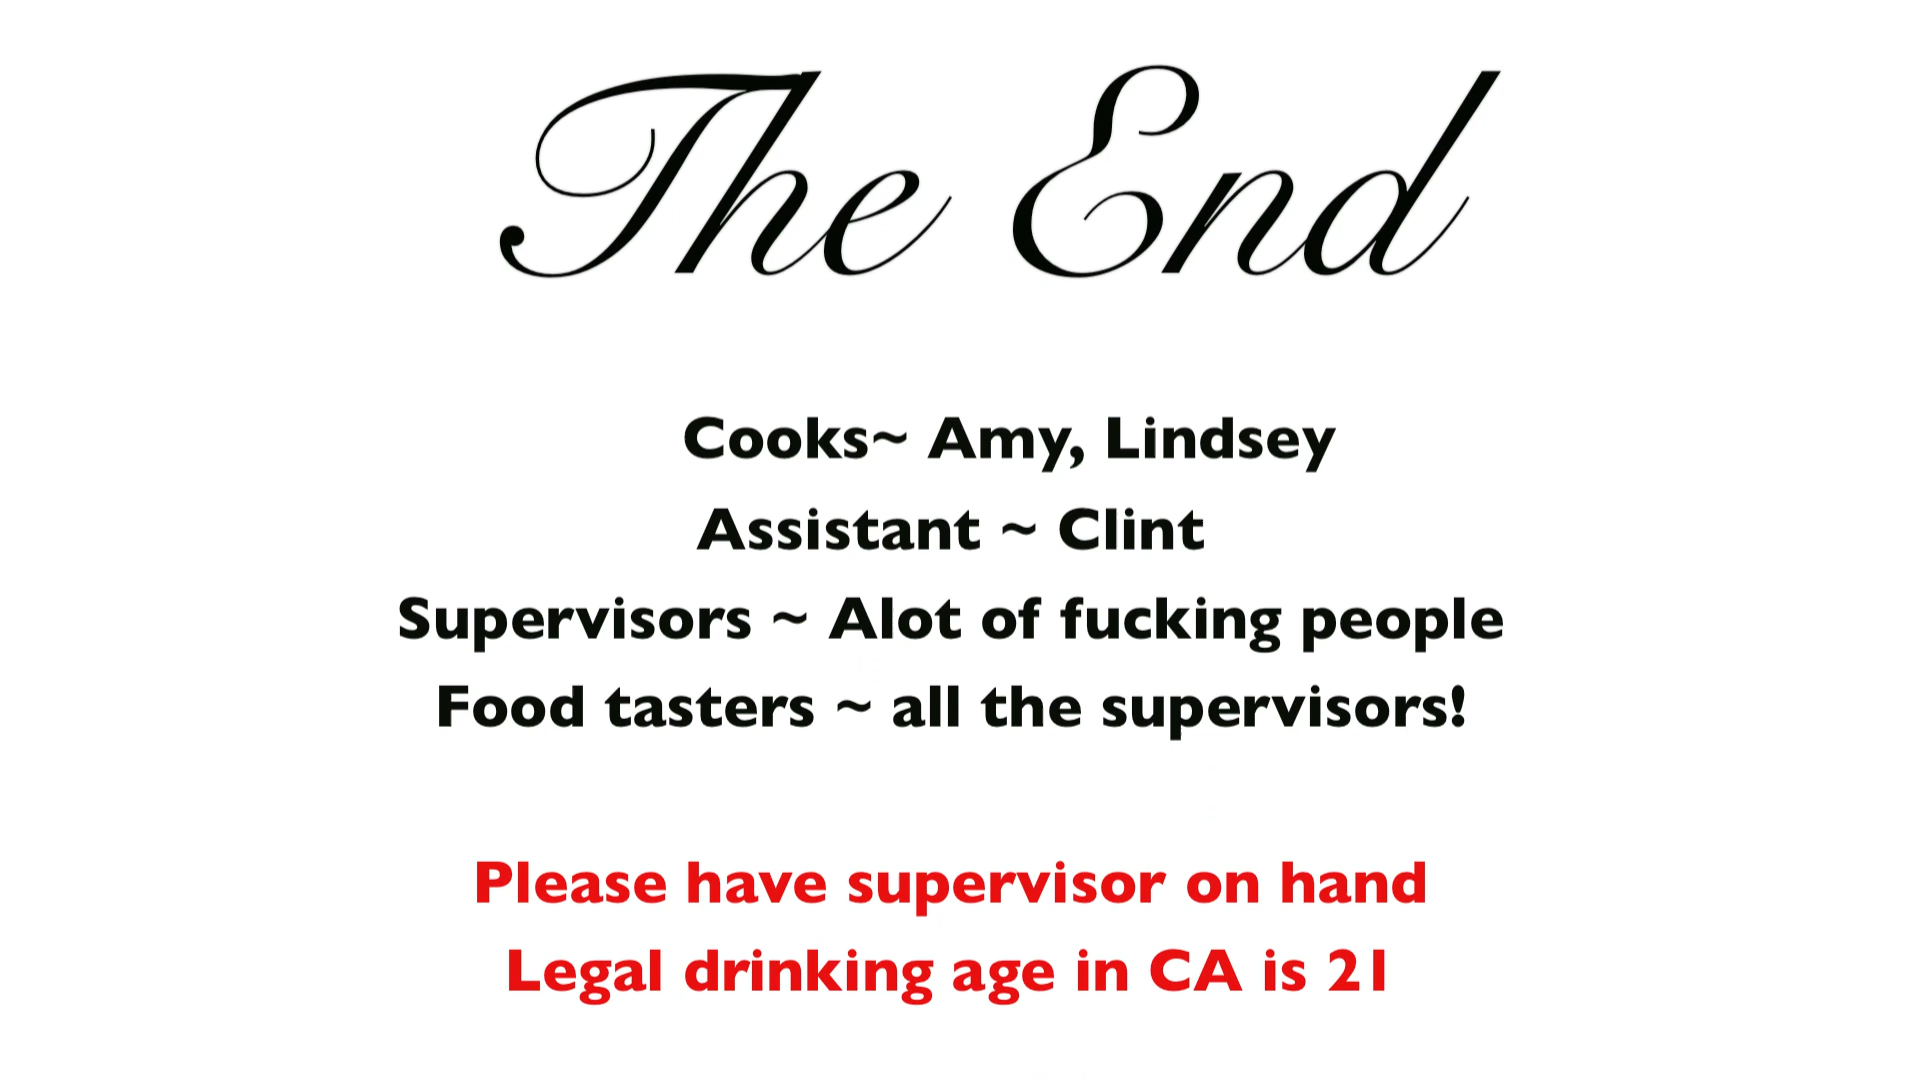 The End
Cooks~ Amy, Lindsey
Assistant ~ Clint
Supervisors ~ Alot of fucking people
Food tasters ~ all the supervisors!
Please have supervisor on hand
Legal drinking age in CA is 21